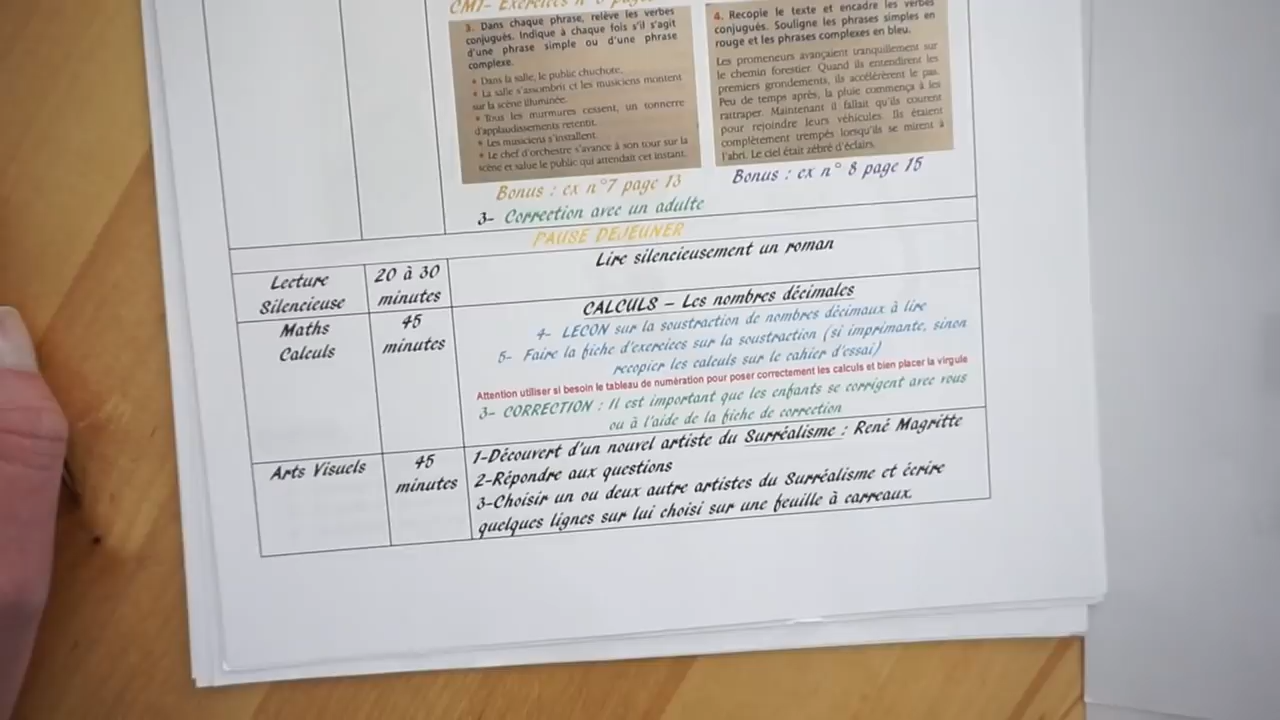 CM1- Exercices n°
3. Dans chaque phrase, relève les verbes
conjugués. Indique à chaque fois s'il s'agit
d'une phrase simple ou d'une phrase
complexe.
* Dans la salle, le public chuchote.
* La salle s'assombrit et les musiciens montent
sur la scène illuminée.
* Tous les murmures cessent, un tonnerre
d'applaudissements retentit.
* Les musiciens s'installent.
* Le chef d'orchestre s'avance à son tour sur la
scène et salue le public qui attendait cet instant.
Bonus : ex n°7 page 13
4. Recopie le texte et encadre les verbes
conjugués. Souligne les phrases simples en
rouge et les phrases complexes en bleu.
Les promeneurs avançaient tranquillement sur
le chemin forestier. Quand ils entendirent les
premiers grondements, ils accélérèrent le pas.
Peu de temps après, la pluie commença à les
rattraper. Maintenant il fallait qu'ils courent
pour rejoindre leurs véhicules. Ils étaient
complètement trempés lorsqu'ils se mirent à
l'abri. Le ciel était zébré d'éclairs.
Bonus : ex n° 8 page 15
3- Correction avec un adulte
PAUSE DEJEUNER
Lecture
Silencieuse
20 à 30
minutes
Lire silencieusement un roman
Maths
Calculs
45
minutes
CALCULS – Les nombres décimales
4- LECON sur la soustraction de nombres décimaux à lire
5- Faire la fiche d'exercices sur la soustraction (si imprimante, sinon
recopier les calculs sur le cahier d'essai)
Attention utiliser si besoin le tableau de numération pour poser correctement les calculs et bien placer la virgule
3- CORRECTION : Il est important que les enfants se corrigent avec vous
ou à l'aide de la fiche de correction
Arts Visuels
45
minutes
1-Découvert d'un nouvel artiste du Surréalisme : René Magritte
2-Répondre aux questions
3-Choisir un ou deux autre artistes du Surréalisme et écrire
quelques lignes sur lui choisi sur une feuille à carreaux.